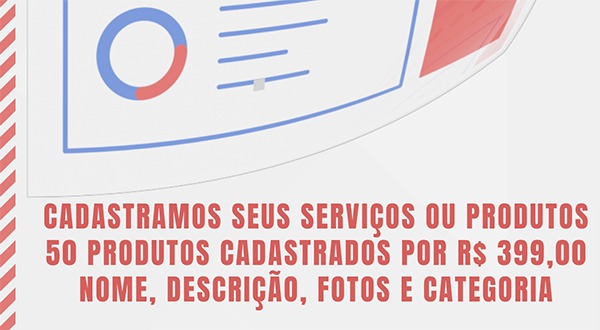 CADASTRAMOS SEUS SERVIÇOS OU PRODUTOS
50 PRODUTOS CADASTRADOS POR R$ 399,00
NOME, DESCRIÇÃO, FOTOS E CATEGORIA